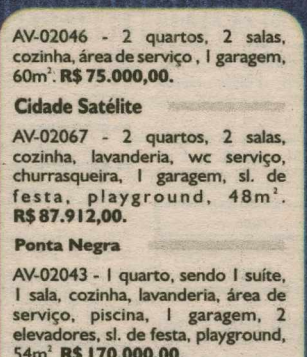 AV-02046 - 2 quartos, 2 salas,
cozinha, área de serviço , 1 garagem,
60m². R$ 75.000,00.
Cidade Satélite
AV-02067 - 2 quartos, 2 salas,
cozinha, lavanderia, wc serviço,
churrasqueira, 1 garagem, sl. de
festa, playground, 48m².
R$ 87.912,00.
Ponta Negra
AV-02043 - 1 quarto, sendo 1 suíte,
1 sala, cozinha, lavanderia, área de
serviço, piscina, 1 garagem, 2
elevadores, sl. de festa, playground,
54m². R$ 170.000,00.